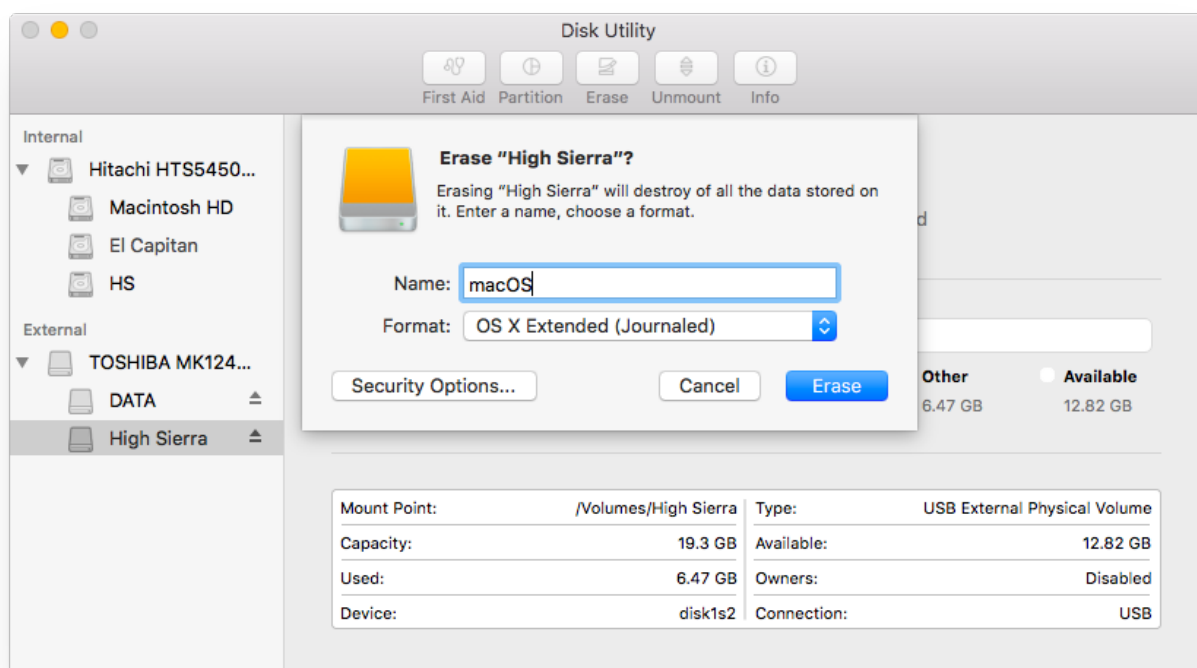 Disk Utility
First Aid Partition Erase Unmount Info
Internal
Hitachi HTS5450...
Macintosh HD
El Capitan
HS
External
TOSHIBA MK124...
DATA
High Sierra
Erase “High Sierra”?
Erasing “High Sierra” will destroy of all the data stored on
it. Enter a name, choose a format.
Name: macOS
Format: OS X Extended (Journaled)
Security Options... Cancel Erase
d
Other Available
6.47 GB 12.82 GB
Mount Point: /Volumes/High Sierra Type: USB External Physical Volume
Capacity: 19.3 GB Available: 12.82 GB
Used: 6.47 GB Owners: Disabled
Device: disk1s2 Connection: USB